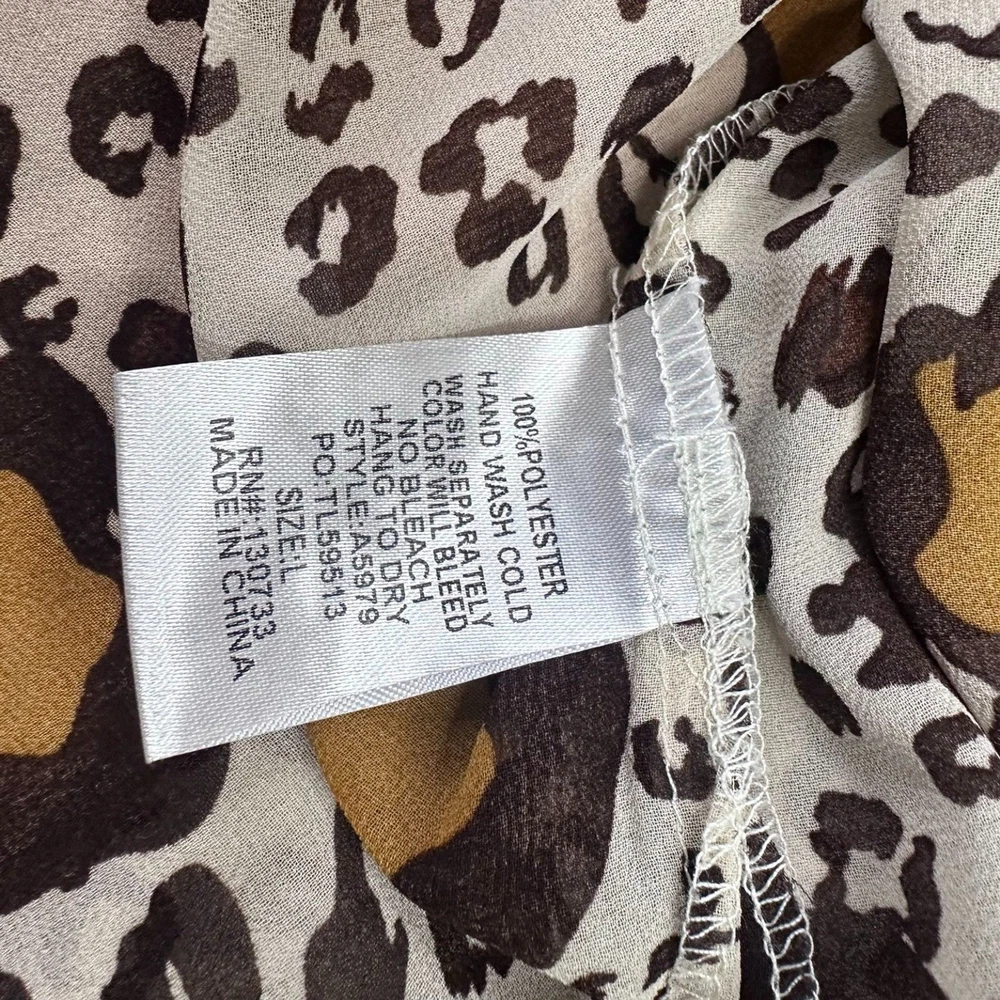 100%POLYESTER
HAND WASH COLD
WASH SEPARATELY
COLOR WILL BLEED
NO BLEACH
HANG TO DRY
STYLE:A5979
PO:TL59513
SIZE:L
RN#:130733
MADE IN CHINA